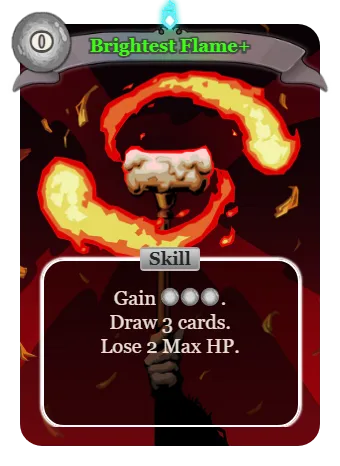 0
Brightest Flame+
Skill
Gain .
Draw 3 cards.
Lose 2 Max HP.